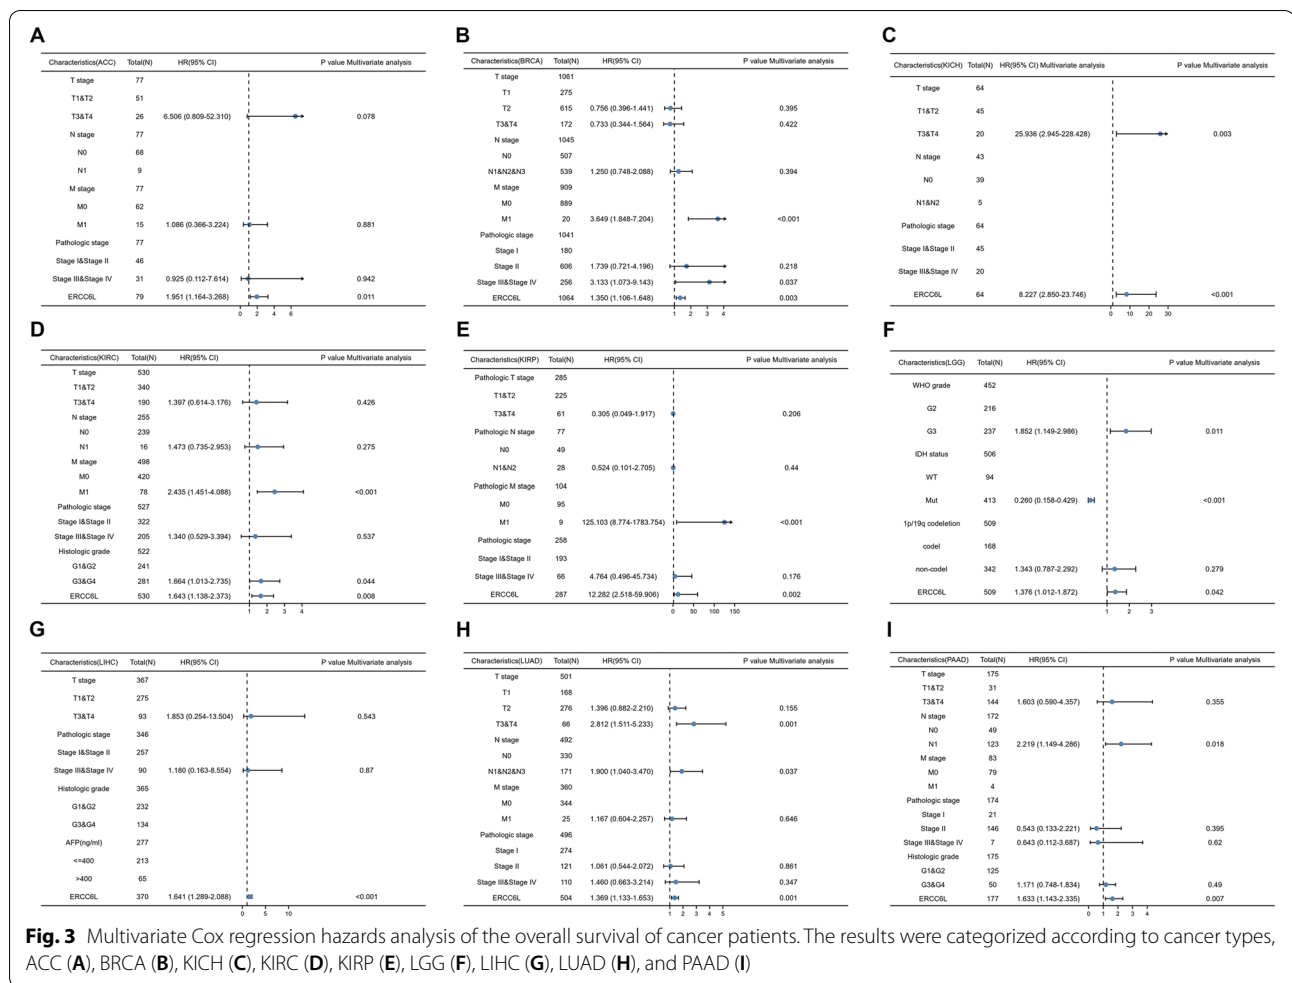 A
Characteristics(ACC) Total(N) HR(95% CI) P value Multivariate analysis
T stage 77
T1&T2 51
T3&T4 26 6.506 (0.809-52.310) 0.078
N stage 77
N0 68
N1 9
M stage 77
M0 62
M1 15 1.086 (0.366-3.224) 0.881
Pathologic stage 77
Stage I&Stage II 46
Stage III&Stage IV 31 0.925 (0.112-7.614) 0.942
ERCC6L 79 1.951 (1.164-3.268) 0.011
0 2 4 6
B
Characteristics(BRCA) Total(N) HR(95% CI) P value Multivariate analysis
T stage 1061
T1 275
T2 615 0.756 (0.396-1.441) 0.395
T3&T4 172 0.733 (0.344-1.564) 0.422
N stage 1045
N0 507
N1&N2&N3 539 1.250 (0.748-2.088) 0.394
M stage 909
M0 889
M1 20 3.649 (1.848-7.204) <0.001
Pathologic stage 1041
Stage I 180
Stage II 606 1.739 (0.721-4.196) 0.218
Stage III&Stage IV 256 3.133 (1.073-9.143) 0.037
ERCC6L 1064 1.350 (1.106-1.648) 0.003
1 2 3 4
C
Characteristics(KICH) Total(N) HR(95% CI) Multivariate analysis P value Multivariate analysis
T stage 64
T1&T2 45
T3&T4 20 25.936 (2.945-228.428) 0.003
N stage 43
N0 39
N1&N2 5
Pathologic stage 64
Stage I&Stage II 45
Stage III&Stage IV 20
ERCC6L 64 8.227 (2.850-23.746) <0.001
0 10 20 30
D
Characteristics(KIRC) Total(N) HR(95% CI) P value Multivariate analysis
T stage 530
T1&T2 340
T3&T4 190 1.397 (0.614-3.176) 0.426
N stage 255
N0 239
N1 16 1.473 (0.735-2.953) 0.275
M stage 498
M0 420
M1 78 2.435 (1.451-4.088) <0.001
Pathologic stage 527
Stage I&Stage II 322
Stage III&Stage IV 205 1.340 (0.529-3.394) 0.537
Histologic grade 522
G1&G2 241
G3&G4 281 1.664 (1.013-2.735) 0.044
ERCC6L 530 1.643 (1.138-2.373) 0.008
1 2 3 4
E
Characteristics(KIRP) Total(N) HR(95% CI) P value Multivariate analysis
Pathologic T stage 285
T1&T2 225
T3&T4 61 0.305 (0.049-1.917) 0.206
Pathologic N stage 77
N0 49
N1&N2 28 0.524 (0.101-2.705) 0.44
Pathologic M stage 104
M0 95
M1 9 125.103 (8.774-1783.754) <0.001
Pathologic stage 258
Stage I&Stage II 193
Stage III&Stage IV 66 4.764 (0.496-45.734) 0.176
ERCC6L 287 12.282 (2.518-59.906) 0.002
0 50 100 150
F
Characteristics(LGG) Total(N) HR(95% CI) P value Multivariate analysis
WHO grade 452
G2 216
G3 237 1.852 (1.149-2.986) 0.011
IDH status 506
WT 94
Mut 413 0.260 (0.158-0.429) <0.001
1p/19q codeletion 509
codel 168
non-codel 342 1.343 (0.787-2.292) 0.279
ERCC6L 509 1.376 (1.012-1.872) 0.042
1 2 3
G
Characteristics(LIHC) Total(N) HR(95% CI) P value Multivariate analysis
T stage 367
T1&T2 275
T3&T4 93 1.853 (0.254-13.504) 0.543
Pathologic stage 346
Stage I&Stage II 257
Stage III&Stage IV 90 1.180 (0.163-8.554) 0.87
Histologic grade 365
G1&G2 232
G3&G4 134
AFP(ng/ml) 277
<=400 213
>400 65
ERCC6L 370 1.641 (1.289-2.088) <0.001
0 5 10
H
Characteristics(LUAD) Total(N) HR(95% CI) P value Multivariate analysis
T stage 501
T1 168
T2 276 1.396 (0.882-2.210) 0.155
T3&T4 66 2.812 (1.511-5.233) 0.001
N stage 492
N0 330
N1&N2&N3 171 1.900 (1.040-3.470) 0.037
M stage 360
M0 344
M1 25 1.167 (0.604-2.257) 0.646
Pathologic stage 496
Stage I 274
Stage II 121 1.061 (0.544-2.072) 0.861
Stage III&Stage IV 110 1.460 (0.663-3.214) 0.347
ERCC6L 504 1.369 (1.133-1.653) 0.001
1 2 3 4 5
I
Characteristics(PAAD) Total(N) HR(95% CI) P value Multivariate analysis
T stage 175
T1&T2 31
T3&T4 144 1.603 (0.590-4.357) 0.355
N stage 172
N0 49
N1 123 2.219 (1.149-4.286) 0.018
M stage 83
M0 79
M1 4
Pathologic stage 174
Stage I 21
Stage II 146 0.543 (0.133-2.221) 0.395
Stage III&Stage IV 7 0.643 (0.112-3.687) 0.62
Histologic grade 175
G1&G2 125
G3&G4 50 1.171 (0.748-1.834) 0.49
ERCC6L 177 1.633 (1.143-2.335) 0.007
0 1 2 3 4
Fig. 3 Multivariate Cox regression hazards analysis of the overall survival of cancer patients. The results were categorized according to cancer types,
ACC (A), BRCA (B), KICH (C), KIRC (D), KIRP (E), LGG (F), LIHC (G), LUAD (H), and PAAD (I)